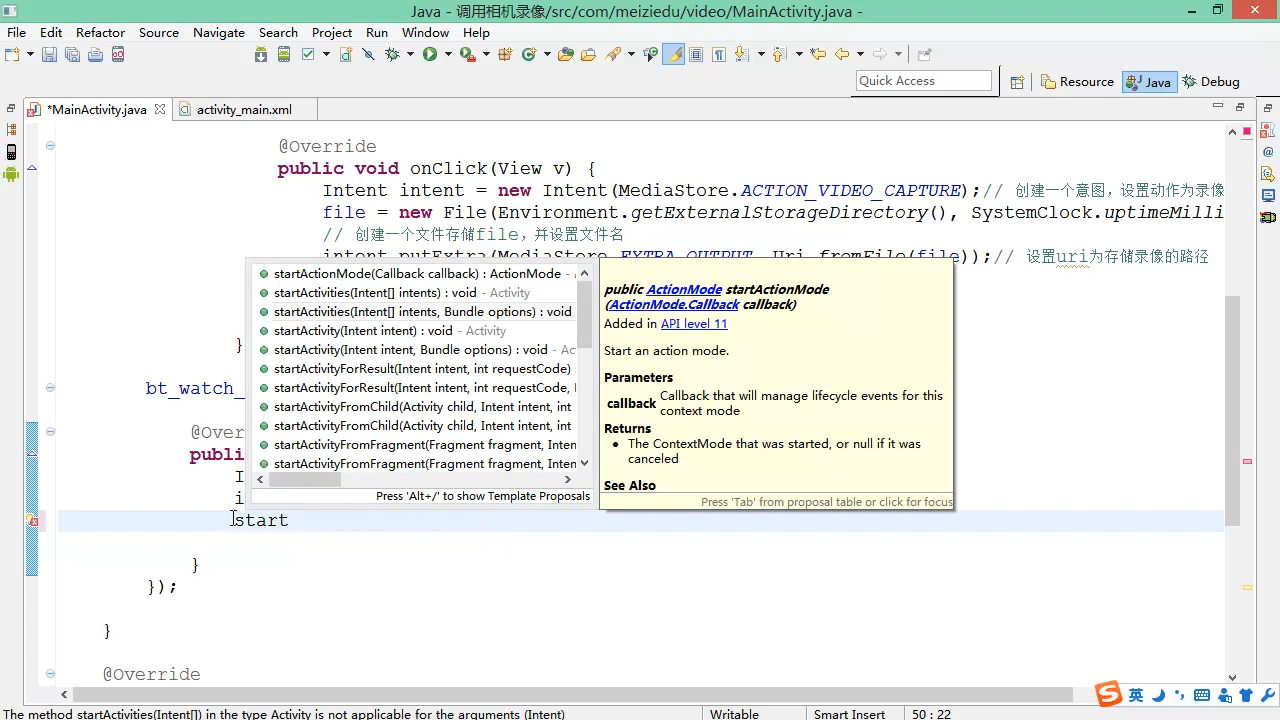 Java - 调用相机录像/src/com/meiziedu/video/MainActivity.java -
File Edit Refactor Source Navigate Search Project Run Window Help
Quick Access
Resource Java Debug
*MainActivity.java activity_main.xml
@Override
public void onClick(View v) {
Intent intent = new Intent(MediaStore.ACTION_VIDEO_CAPTURE);// 创建一个意图，设置动作为录像
file = new File(Environment.getExternalStorageDirectory(), SystemClock.uptimeMilli
// 创建一个文件存储file，并设置文件名
intent.putExtra(MediaStore.EXTRA_OUTPUT, Uri.fromFile(file));// 设置uri为存储录像的路径
startActionMode(Callback callback) : ActionMode -
startActivities(Intent[] intents) : void - Activity
startActivities(Intent[] intents, Bundle options) : void
startActivity(Intent intent) : void - Activity
startActivity(Intent intent, Bundle options) : void - Ac
startActivityForResult(Intent intent, int requestCode)
startActivityForResult(Intent intent, int requestCode,
startActivityFromChild(Activity child, Intent intent, int
startActivityFromChild(Activity child, Intent intent, int
startActivityFromFragment(Fragment fragment, Inten
startActivityFromFragment(Fragment fragment, Inten
Press 'Alt+/' to show Template Proposals
public ActionMode startActionMode
(ActionMode.Callback callback)
Added in API level 11
Start an action mode.
Parameters
callback Callback that will manage lifecycle events for this
context mode
Returns
The ContextMode that was started, or null if it was
canceled
See Also
Press 'Tab' from proposal table or click for focus
}
bt_watch_
@Over
publi
I
i
start
}
});
}
@Override
英
The method startActivities(Intent[]) in the type Activity is not applicable for the arguments (Intent)
Writable
Smart Insert
50 : 22